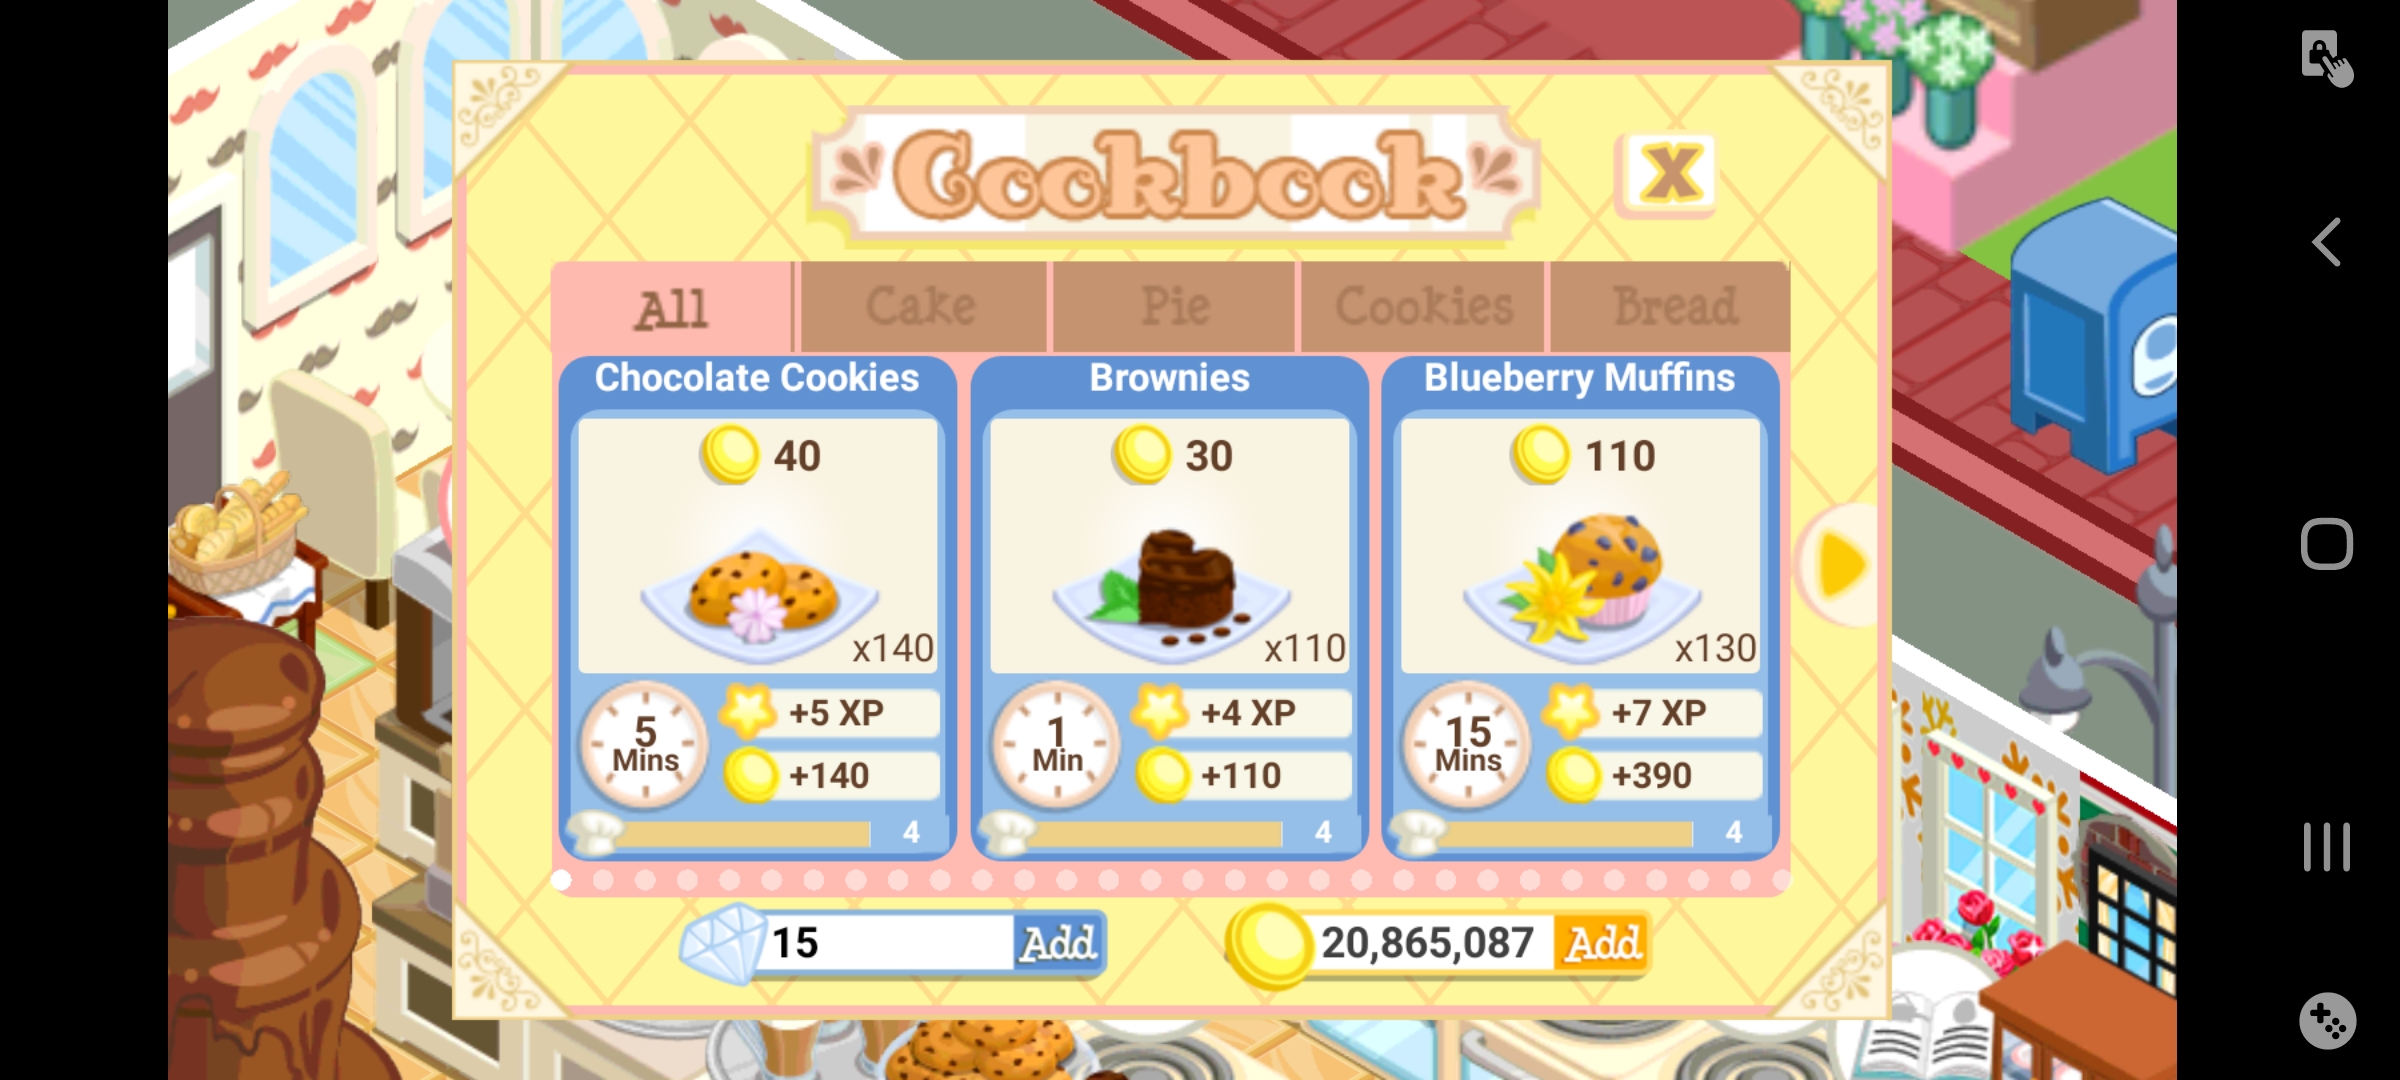 Cookbook
X
All
Cake
Pie
Cookies
Bread
Chocolate Cookies
40
x140
5
Mins
+5 XP
+140
4
Brownies
30
x110
1
Min
+4 XP
+110
4
Blueberry Muffins
110
x130
15
Mins
+7 XP
+390
4
15
Add
20,865,087
Add